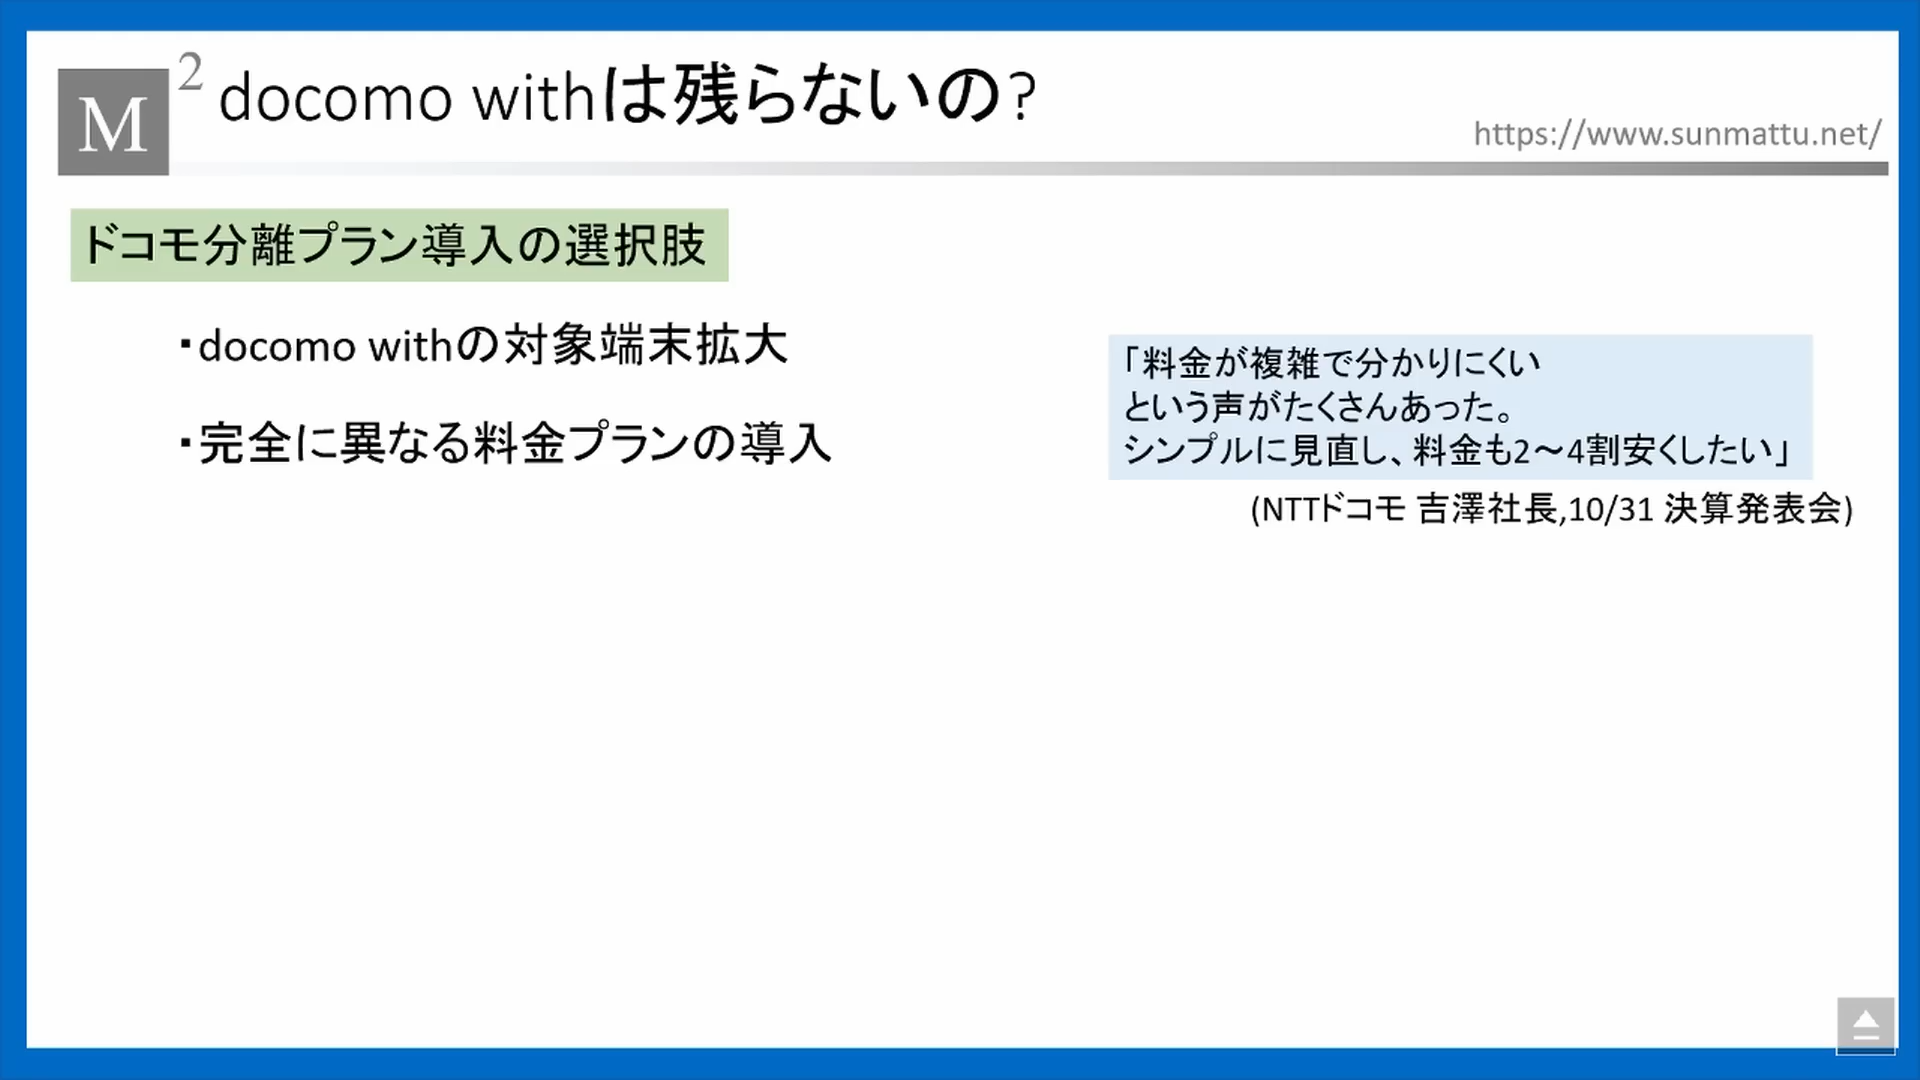 M
2
docomo withは残らないの?
https://www.sunmattu.net/
ドコモ分離プラン導入の選択肢
・docomo withの対象端末拡大
・完全に異なる料金プランの導入
「料金が複雑で分かりにくい
という声がたくさんあった。
シンプルに見直し、料金も2～4割安くしたい」
(NTTドコモ 吉澤社長,10/31 決算発表会)